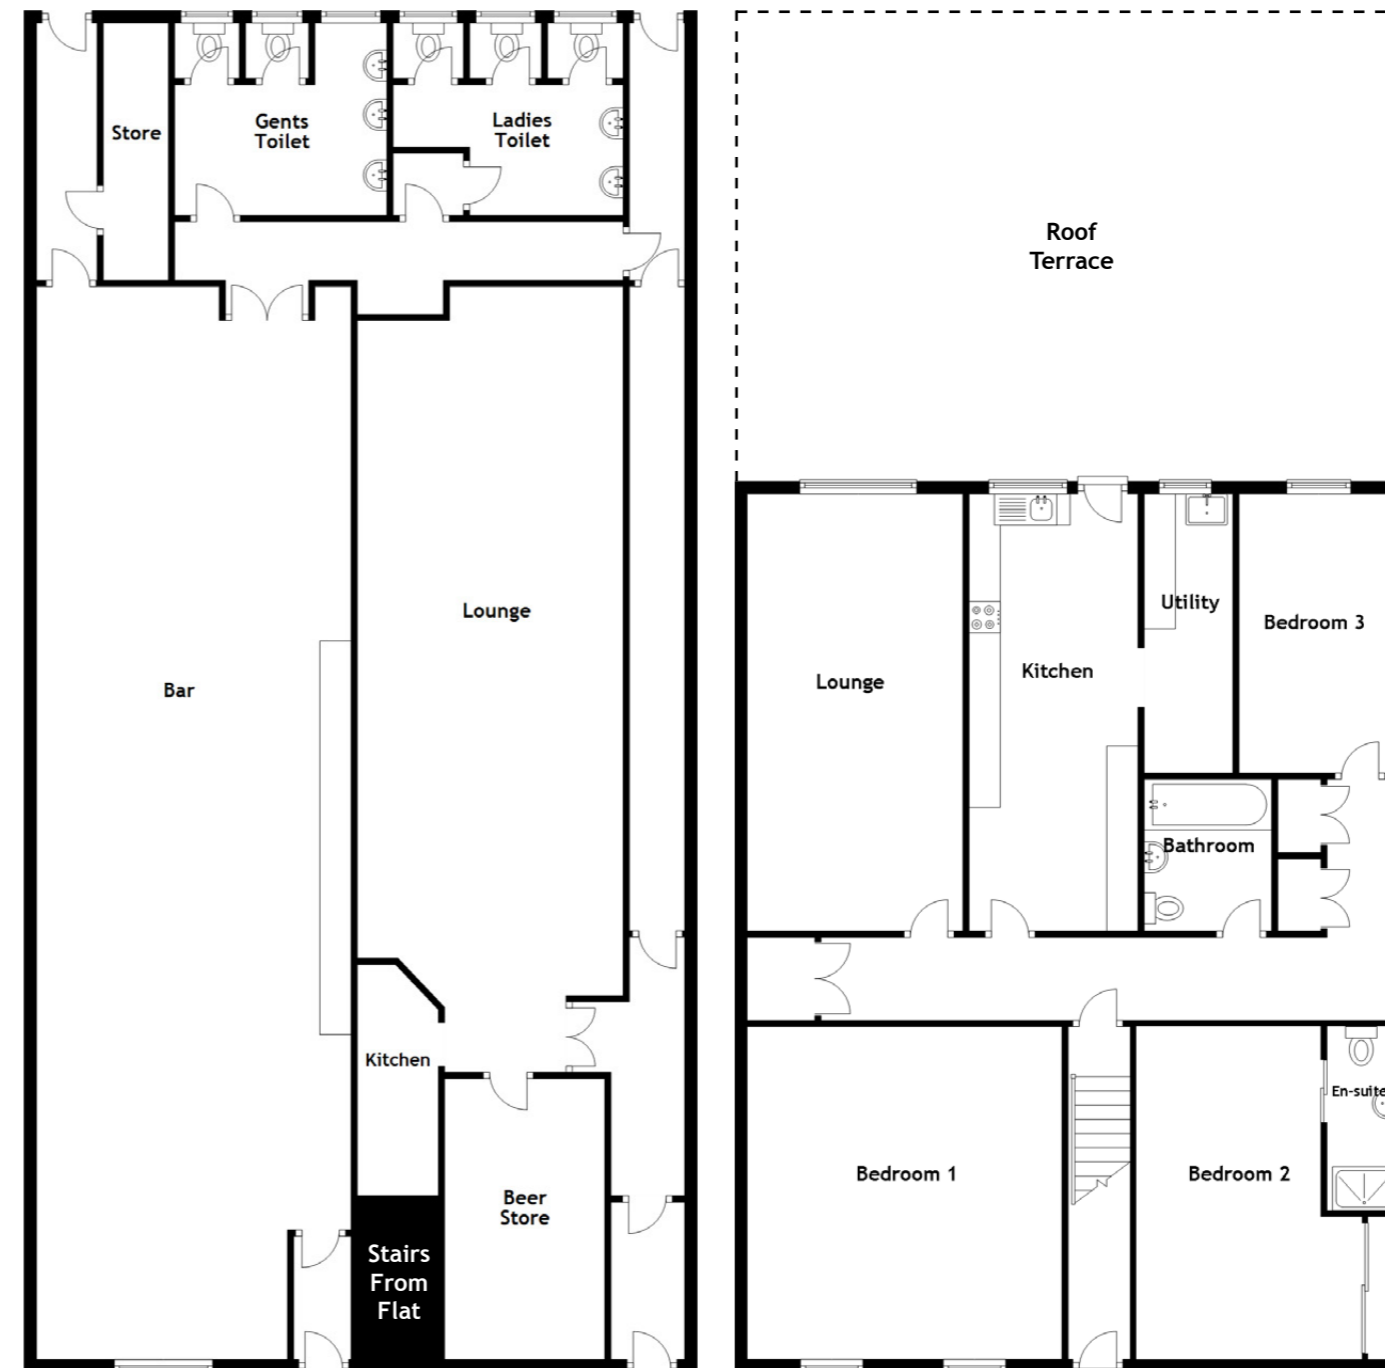 Store
Gents
Toilet
Ladies
Toilet
Bar
Lounge
Kitchen
Beer
Store
Stairs
From
Flat
Roof
Terrace
Lounge
Kitchen
Utility
Bedroom 3
Bathroom
Bedroom 1
Bedroom 2
En-suite